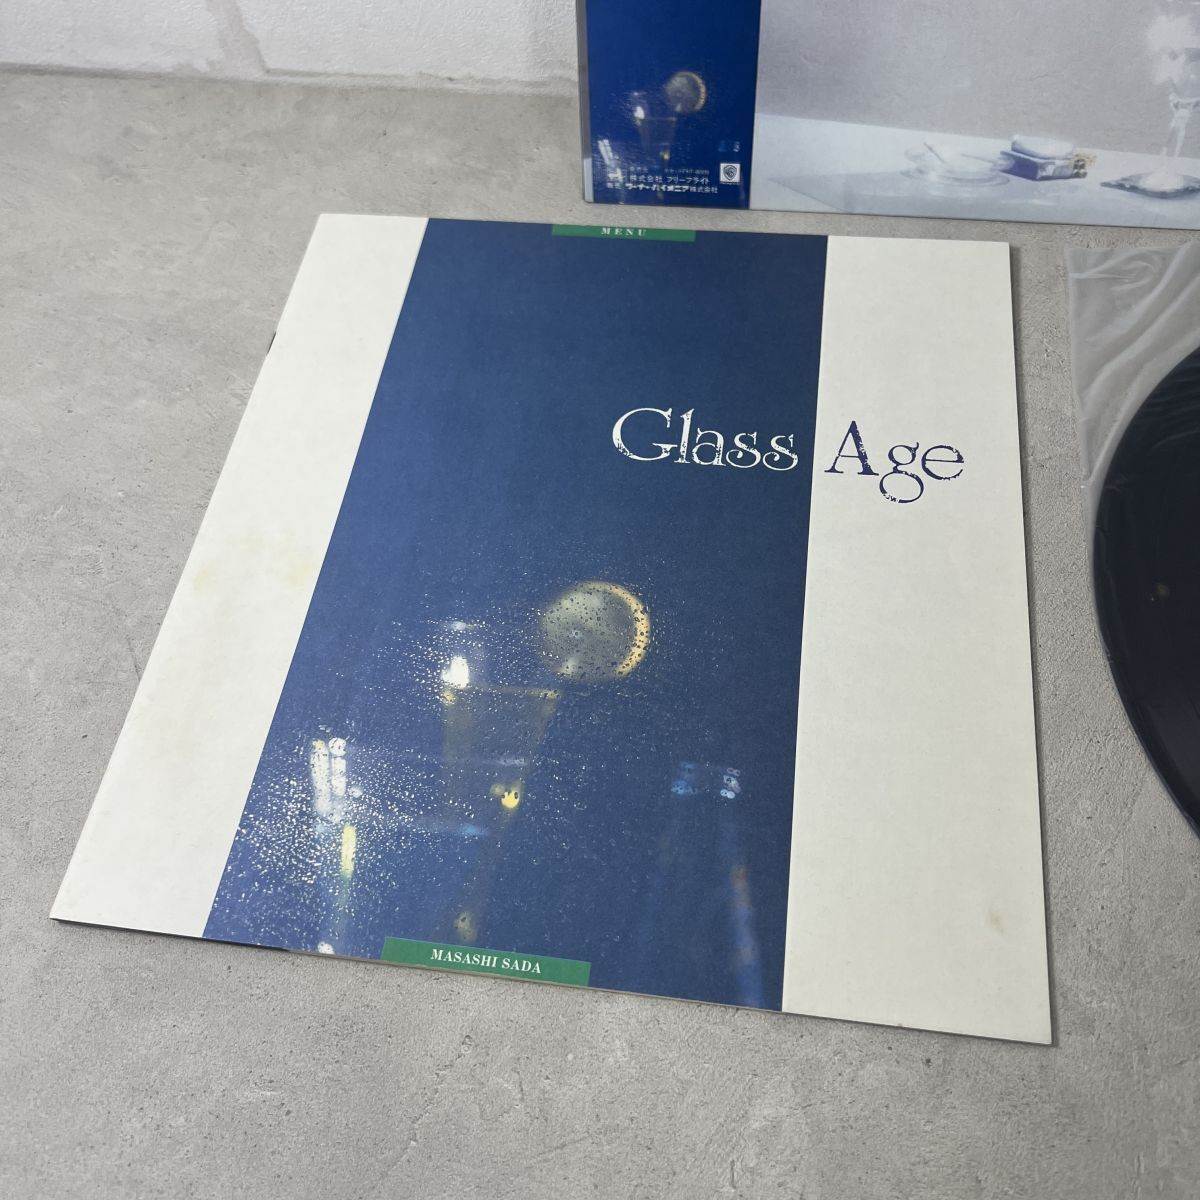 株式会社 フリーフライト
ワーナー・パイオニア株式会社
MENU
Glass Age
MASASHI SADA